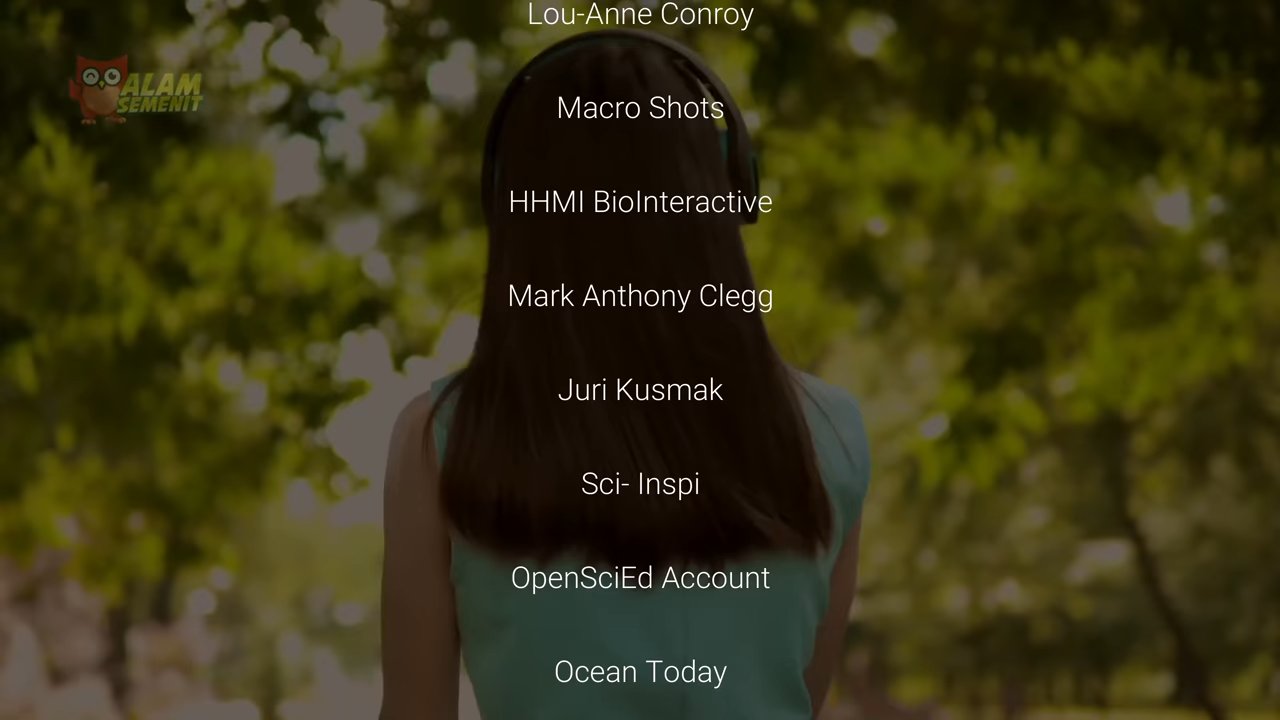 Lou-Anne Conroy
ALAM
SEMENIT
Macro Shots
HHMI BioInteractive
Mark Anthony Clegg
Juri Kusmak
Sci- Inspi
OpenSciEd Account
Ocean Today